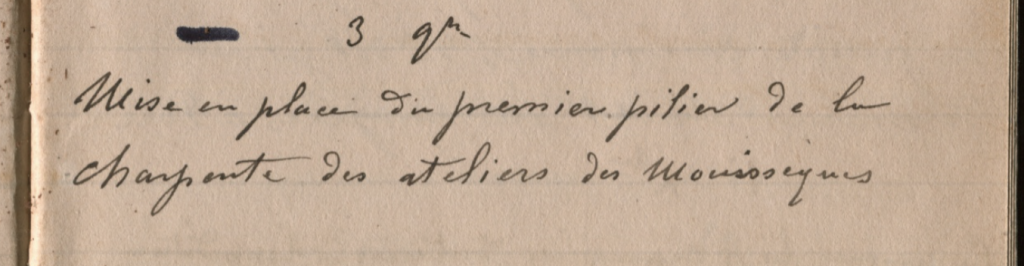 — 3 9bre
Mise en place du premier pilier de la
charpente des ateliers des Mouissèques